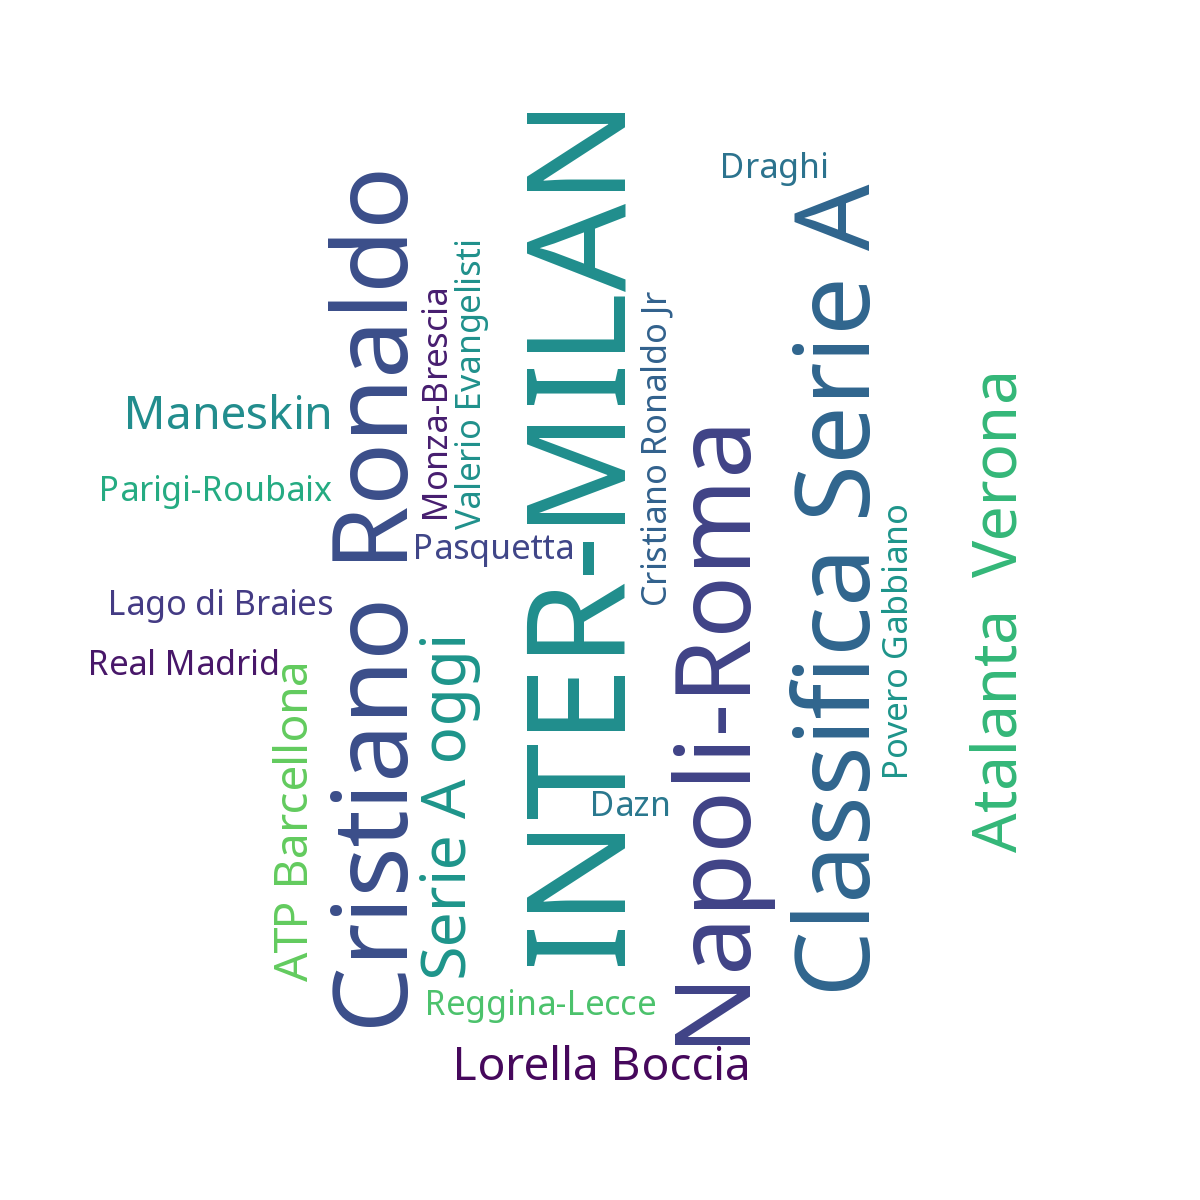 Draghi
Cristiano Ronaldo
INTER-MILAN
Classifica Serie A
Monza-Brescia
Valerio Evangelisti
Cristiano Ronaldo Jr
Maneskin
Napoli-Roma
Atalanta Verona
Parigi-Roubaix
Pasquetta
Povero Gabbiano
Lago di Braies
Real Madrid
ATP Barcellona
Serie A oggi
Dazn
Reggina-Lecce
Lorella Boccia